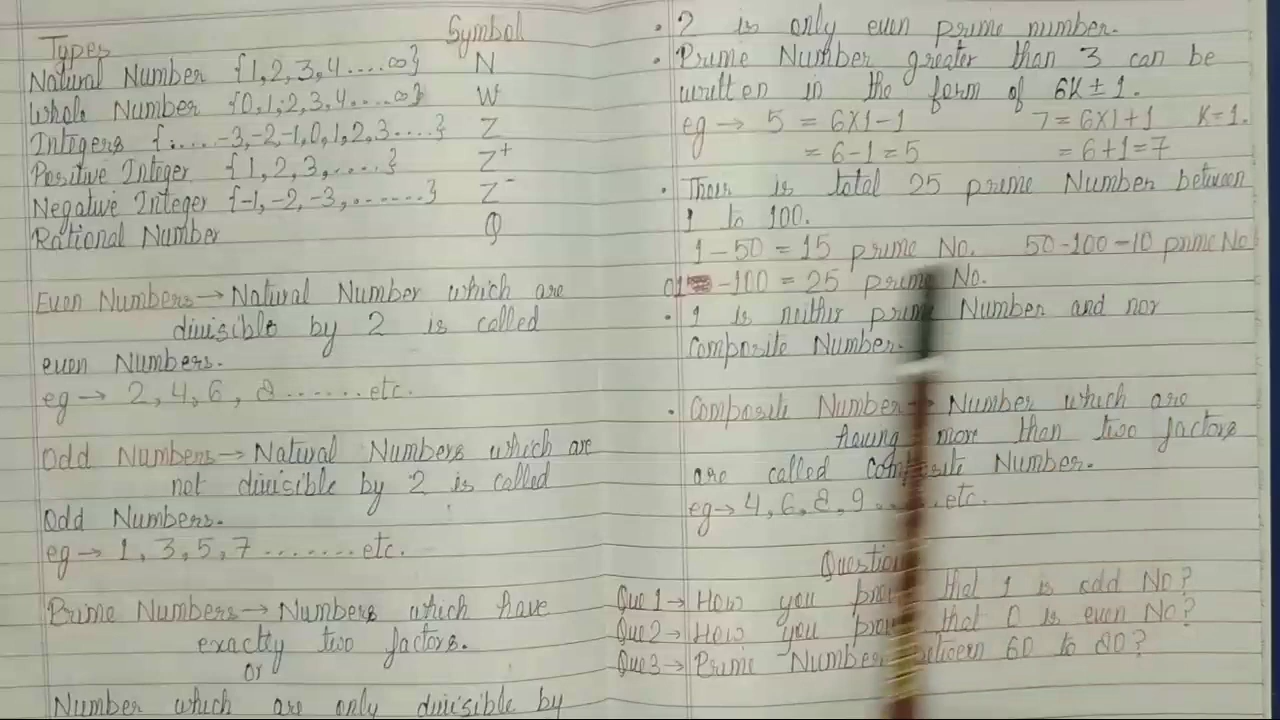 Types Symbol
Natural Number {1,2,3,4....∞} N
Whole Number {0,1,2,3,4....∞} W
Integers {.....-3,-2,-1,0,1,2,3....} Z
Positive Integer {1,2,3,.....} Z⁺
Negative Integer {-1,-2,-3,.......} Z⁻
Rational Number Q
Even Numbers → Natural Number which are
divisible by 2 is called
even Numbers.
eg → 2,4,6,8.......etc.
Odd Numbers → Natural Numbers which are
not divisible by 2 is called
Odd Numbers.
eg → 1,3,5,7.........etc.
Prime Numbers → Numbers which have
exactly two factors.
or
Number which are only divisible by
• 2 is only even prime number.
• Prime Number greater than 3 can be
written in the form of 6K±1.
eg → 5 = 6×1-1 7=6×1+1 K=1.
= 6-1=5 =6+1=7
• Their is total 25 prime Number between
1 to 100.
1-50 = 15 prime No. 50-100-10 prime No
01-100 = 25 prime No.
• 1 is neither prime Number and nor
Composite Number.
• Composite Number → Number which are
having more than two factors
are called Composite Number.
eg → 4,6,8,9......etc.
Question
Que1 → How you that 1 is odd No?
Que2 → How you that 0 is even No?
Que3 → Prime Number between 60 to 80?